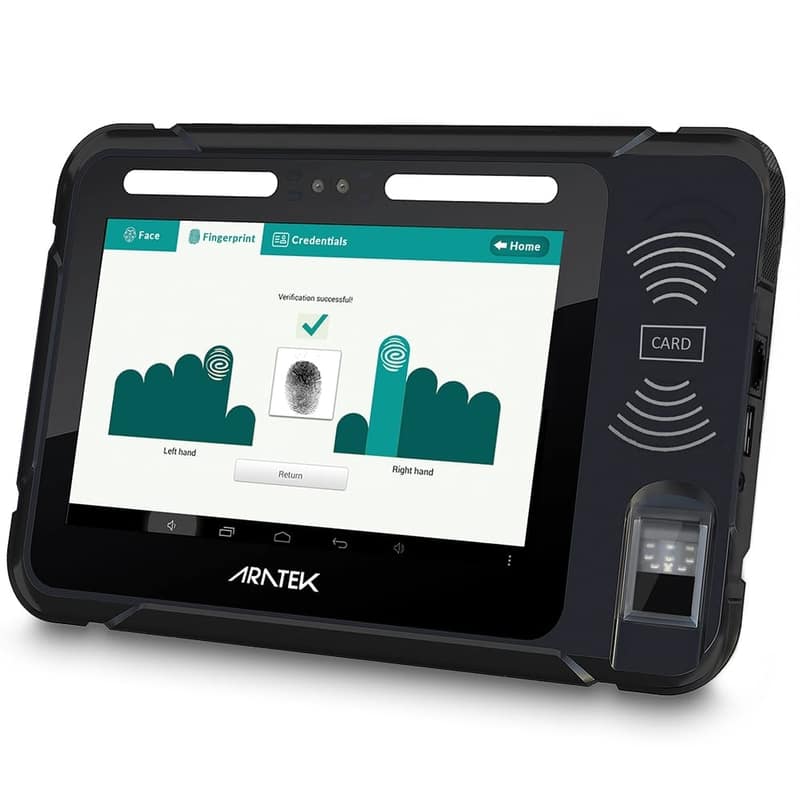 Face
Fingerprint
Credentials
Home
Verification successful!
Left hand
Right hand
Return
CARD
ARATEK